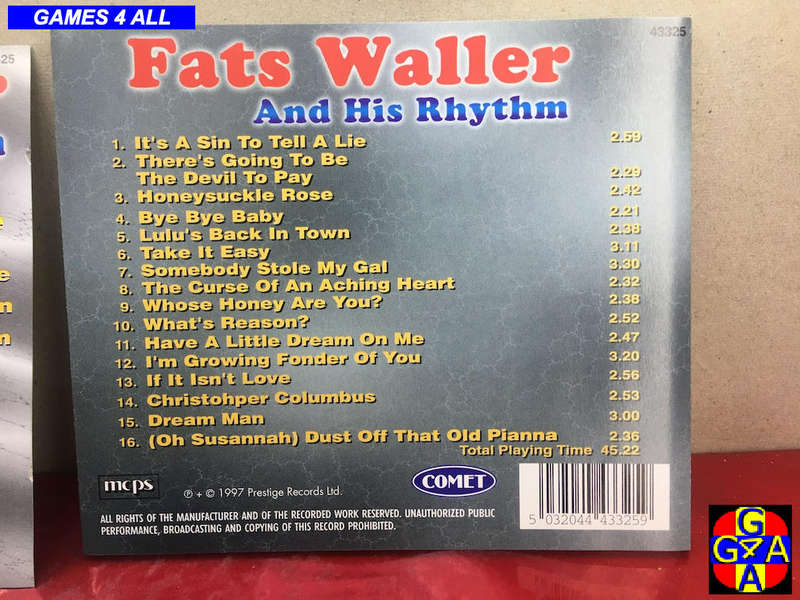 GAMES 4 ALL
43325
Fats Waller
And His Rhythm
1. It's A Sin To Tell A Lie 2.59
2. There's Going To Be
The Devil To Pay 2.29
3. Honeysuckle Rose 2.42
4. Bye Bye Baby 2.21
5. Lulu's Back In Town 2.38
6. Take It Easy 3.11
7. Somebody Stole My Gal 3.30
8. The Curse Of An Aching Heart 2.32
9. Whose Honey Are You? 2.38
10. What's Reason? 2.52
11. Have A Little Dream On Me 2.47
12. I'm Growing Fonder Of You 3.20
13. If It Isn't Love 2.56
14. Christohper Columbus 2.53
15. Dream Man 3.00
16. (Oh Susannah) Dust Off That Old Pianna 2.36
Total Playing Time 45.22
mcps
℗ + © 1997 Prestige Records Ltd.
COMET
ALL RIGHTS OF THE MANUFACTURER AND OF THE RECORDED WORK RESERVED. UNAUTHORIZED PUBLIC
PERFORMANCE, BROADCASTING AND COPYING OF THIS RECORD PROHIBITED.
5 032044 433259
G
G4A
A